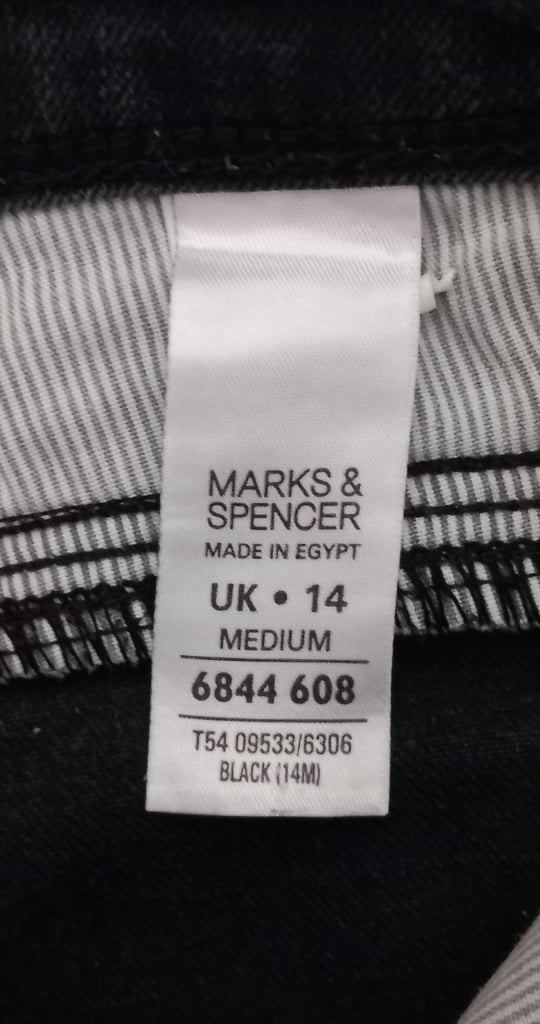 MARKS &
SPENCER
MADE IN EGYPT
UK • 14
MEDIUM
6844 608
T54 09533/6306
BLACK (14M)